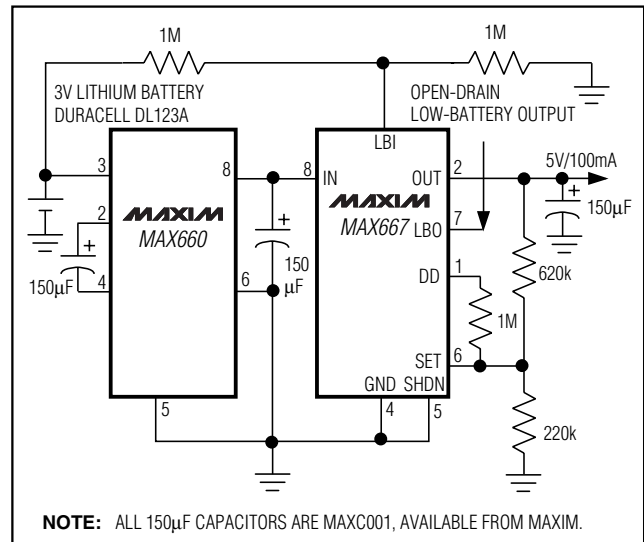 1M
1M
3V LITHIUM BATTERY
DURACELL DL123A
OPEN-DRAIN
LOW-BATTERY OUTPUT
LBI
3
8
8
IN
OUT
2
5V/100mA
MAXIM
MAX660
MAXIM
MAX667
2
+
150µF
4
+
150
µF
6
LBO
7
+
150µF
DD
1
620k
1M
SET
6
GND
SHDN
5
4
5
220k
NOTE: ALL 150µF CAPACITORS ARE MAXC001, AVAILABLE FROM MAXIM.